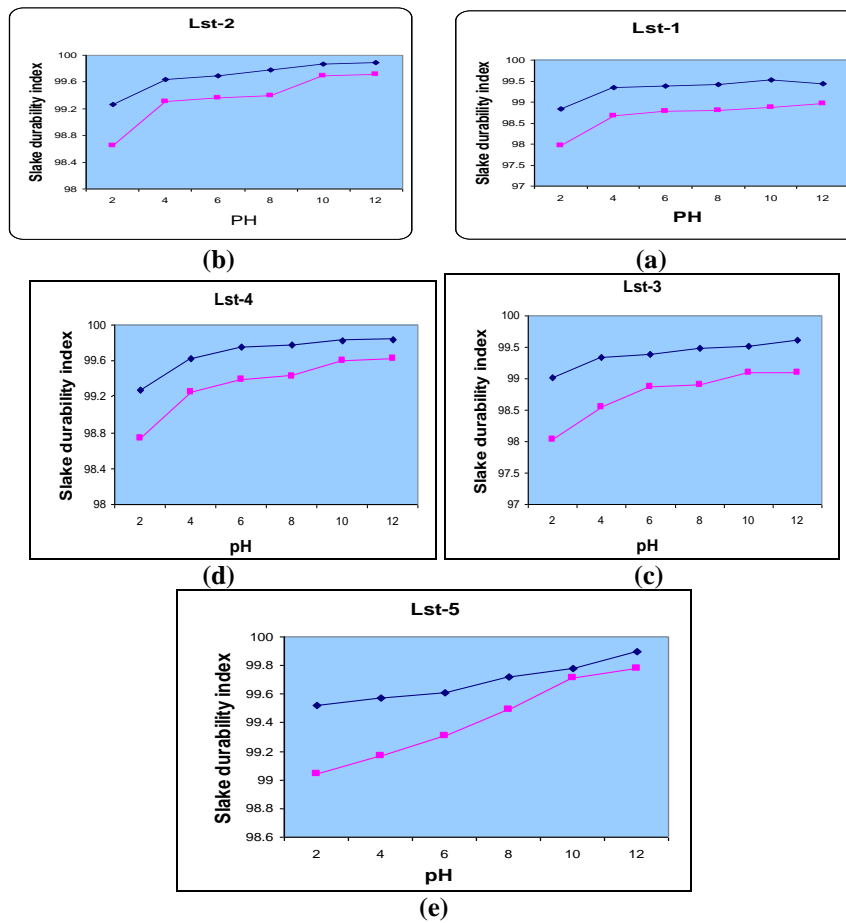 Lst-2
Slake durability index
100
99.6
99.2
98.8
98.4
98
2 4 6 8 10 12
PH
(b)
Lst-1
Slake durability index
100
99.5
99
98.5
98
97.5
97
2 4 6 8 10 12
PH
(a)
Lst-4
Slake durability index
100
99.6
99.2
98.8
98.4
98
2 4 6 8 10 12
pH
(d)
Lst-3
Slake durability index
100
99.5
99
98.5
98
97.5
97
2 4 6 8 10 12
pH
(c)
Lst-5
Slake durability index
100
99.8
99.6
99.4
99.2
99
98.8
98.6
2 4 6 8 10 12
pH
(e)